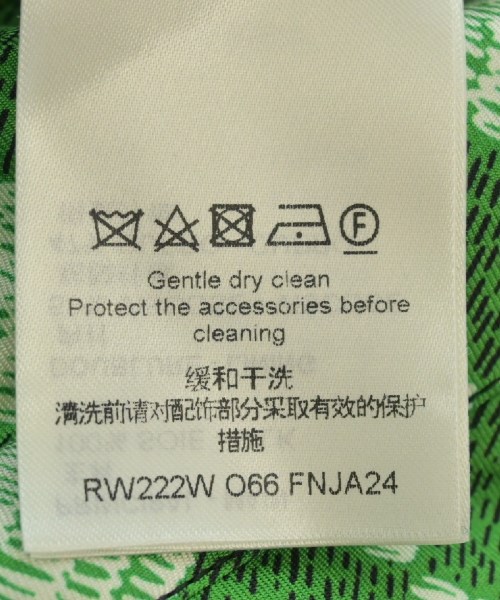 F
Gentle dry clean
Protect the accessories before
cleaning
缓和干洗
清洗前请对配饰部分采取有效的保护
措施
RW222W O66 FNJA24